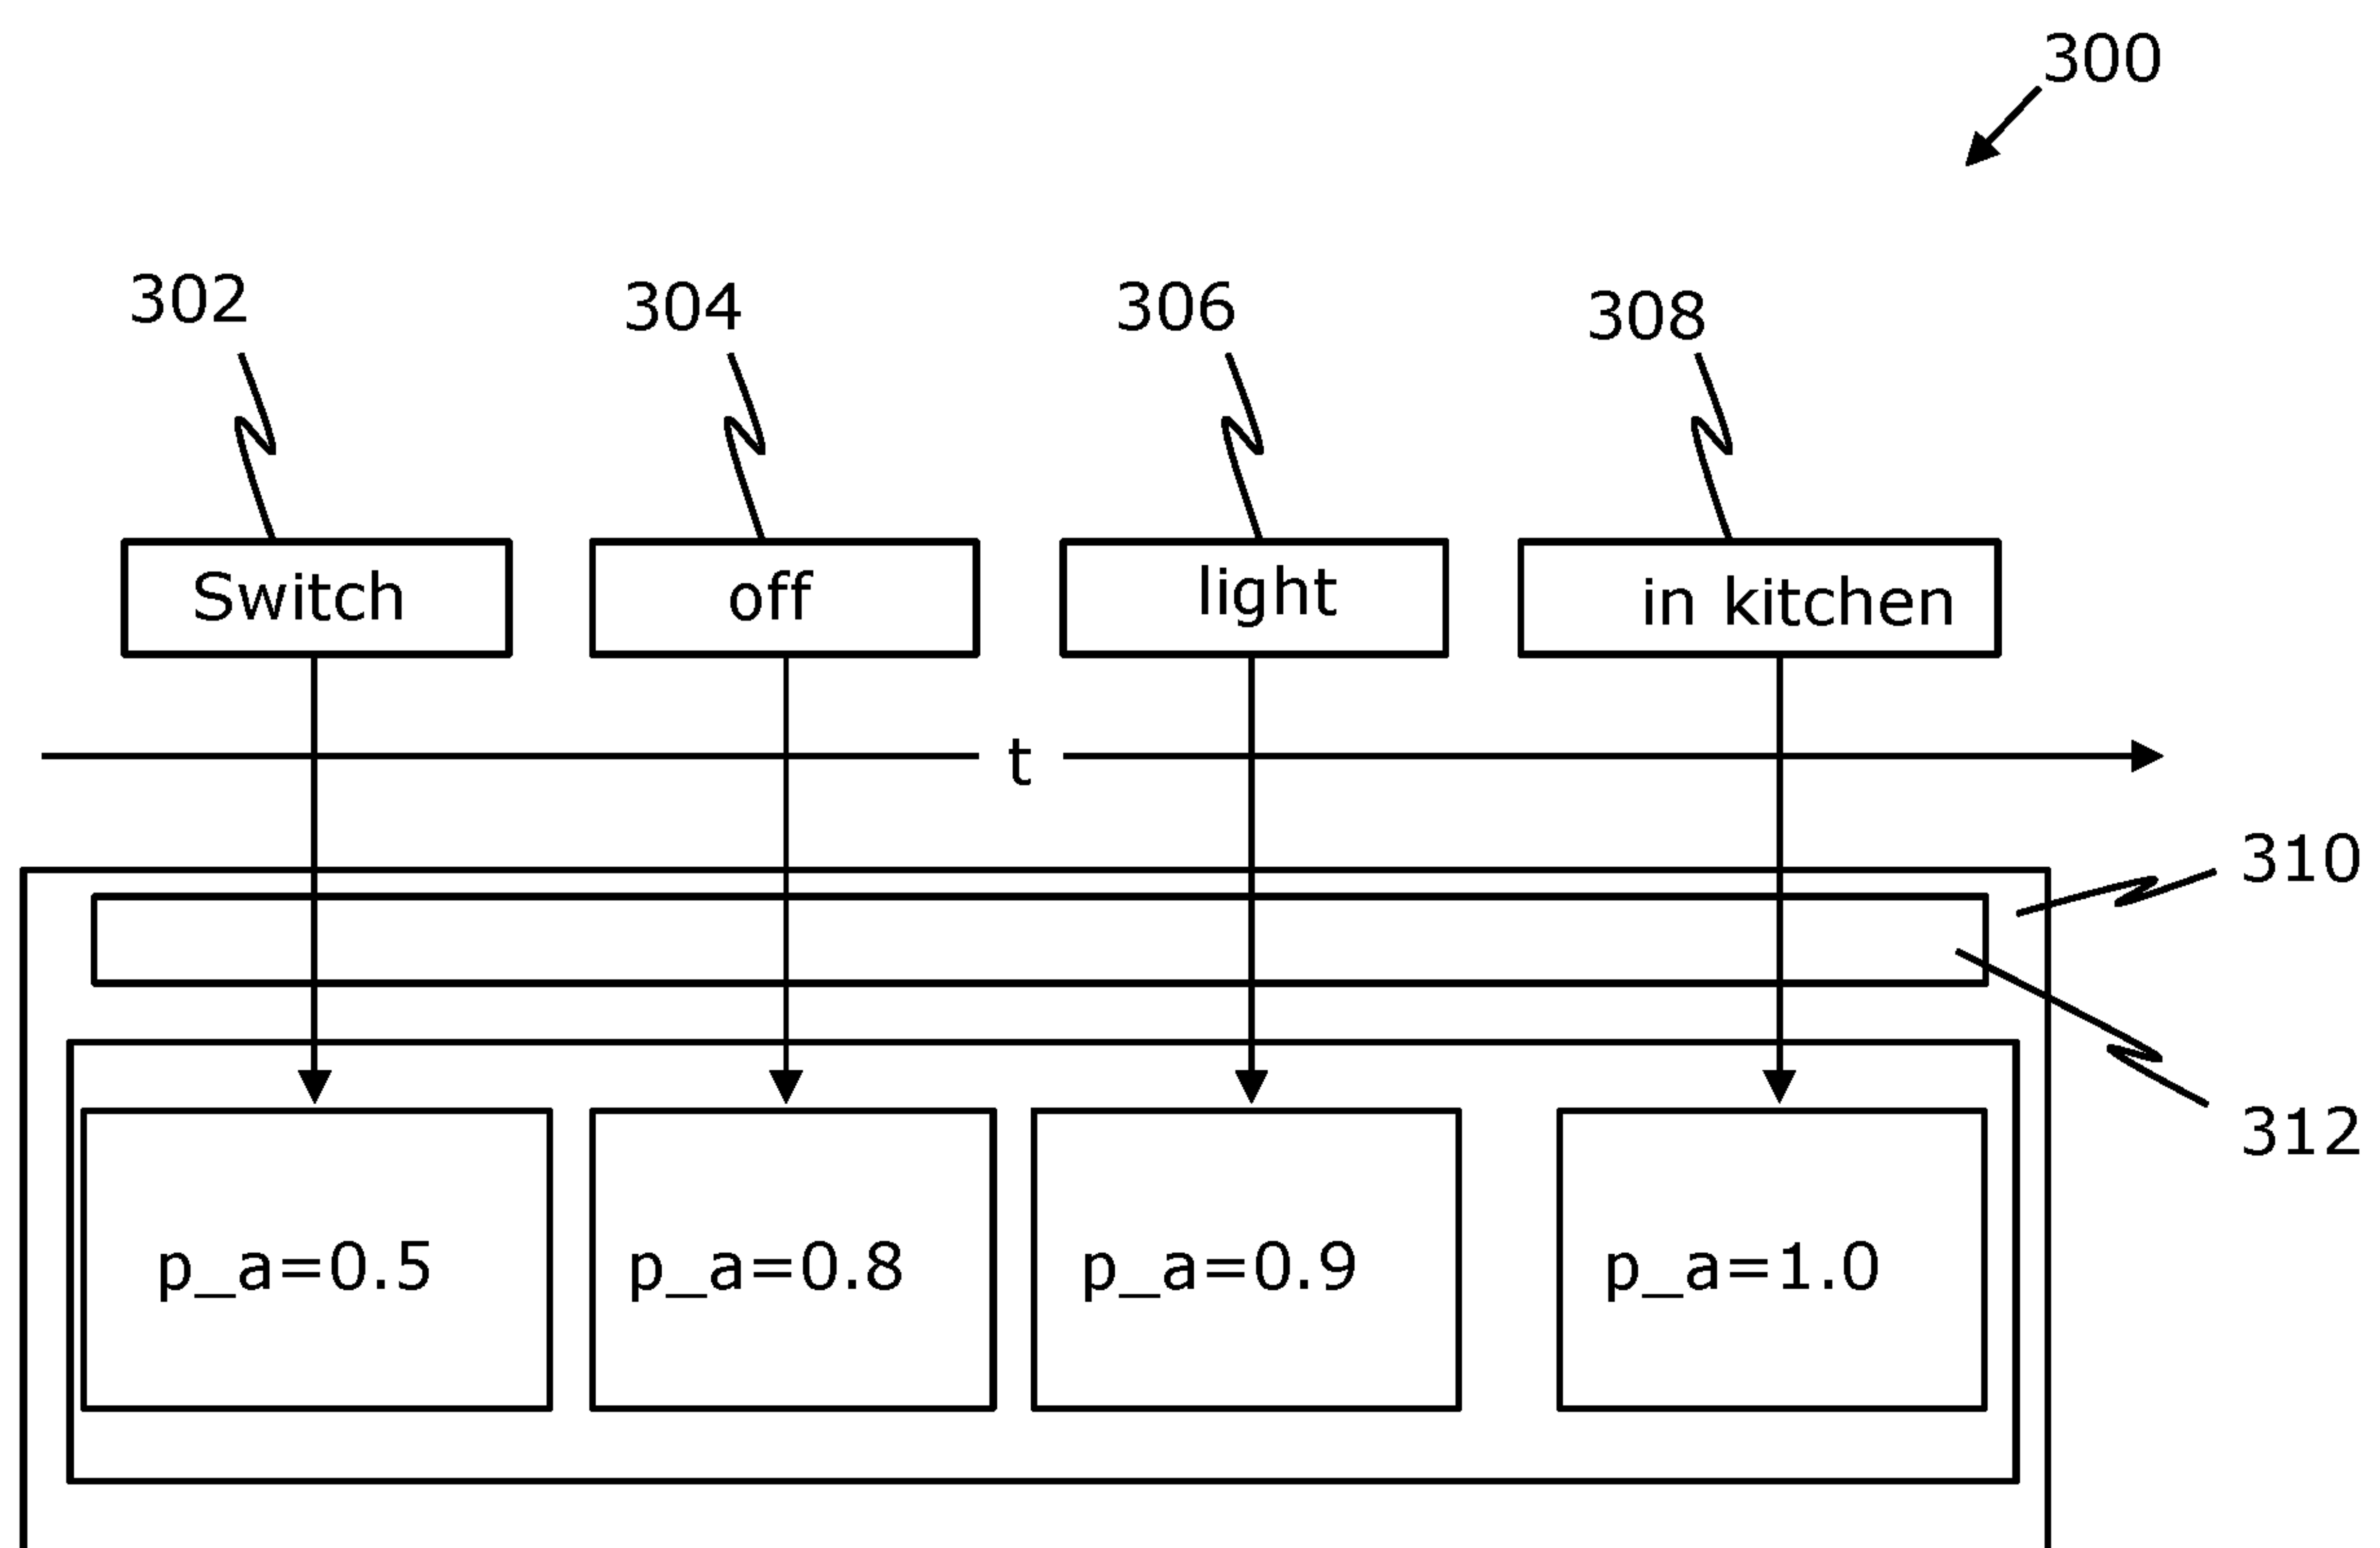 300
302 304 306 308
Switch off light in kitchen
t
310
312
p_a=0.5 p_a=0.8 p_a=0.9 p_a=1.0